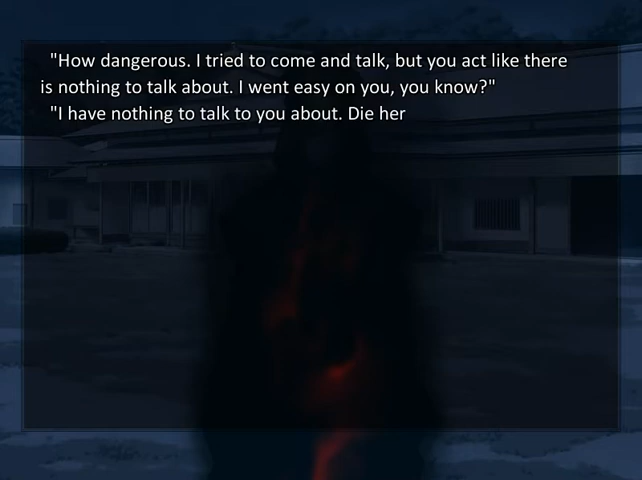 "How dangerous. I tried to come and talk, but you act like there
is nothing to talk about. I went easy on you, you know?"
"I have nothing to talk to you about. Die her